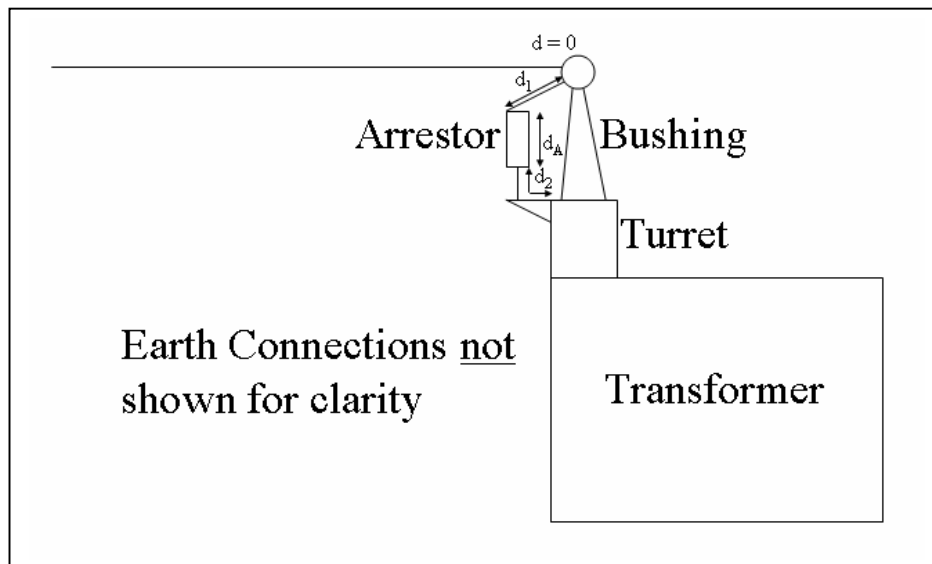 d = 0
d1
Arrestor
dA
Bushing
d2
Turret
Earth Connections not
shown for clarity
Transformer